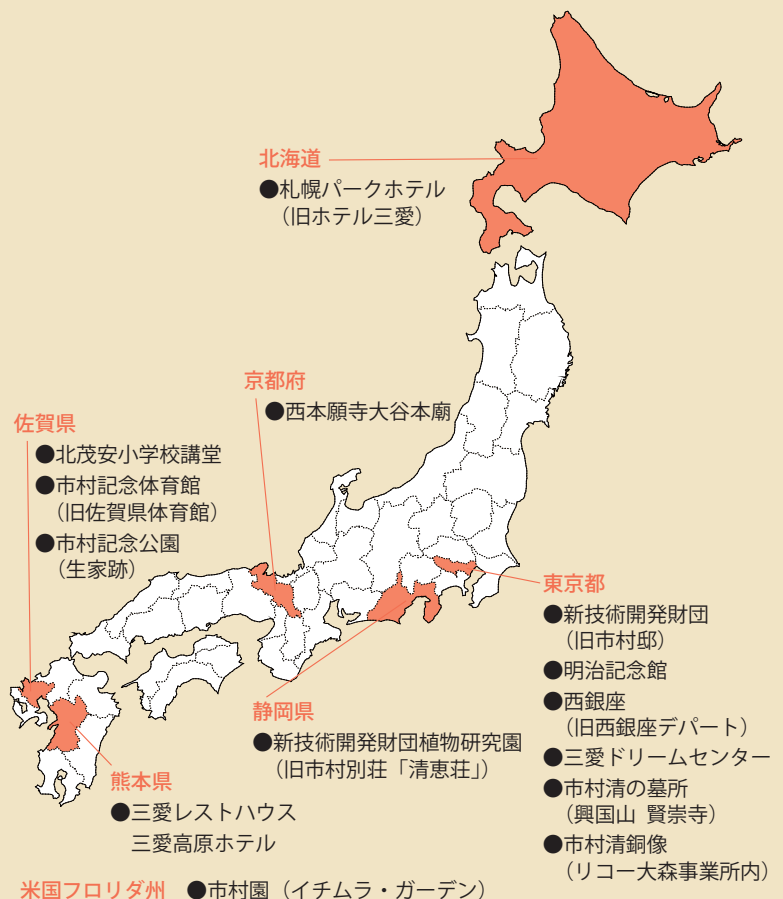 北海道
●札幌パークホテル
（旧ホテル三愛）
京都府
●西本願寺大谷本廟
佐賀県
●北茂安小学校講堂
●市村記念体育館
（旧佐賀県体育館）
●市村記念公園
（生家跡）
東京都
●新技術開発財団
（旧市村邸）
●明治記念館
●西銀座
（旧西銀座デパート）
●三愛ドリームセンター
●市村清の墓所
（興国山 賢崇寺）
●市村清銅像
（リコー大森事業所内）
静岡県
●新技術開発財団植物研究園
（旧市村別荘「清恵荘」）
熊本県
●三愛レストハウス
三愛高原ホテル
米国フロリダ州 ●市村園（イチムラ・ガーデン）